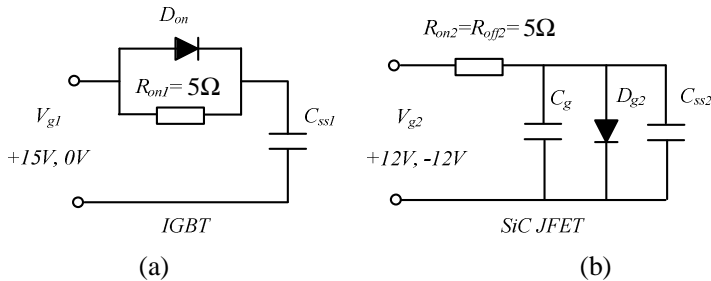 D_on
R_on1= 5Ω
V_g1
+15V, 0V
C_ss1
IGBT
(a)
R_on2=R_off2= 5Ω
V_g2
+12V, -12V
C_g
D_g2
C_ss2
SiC JFET
(b)